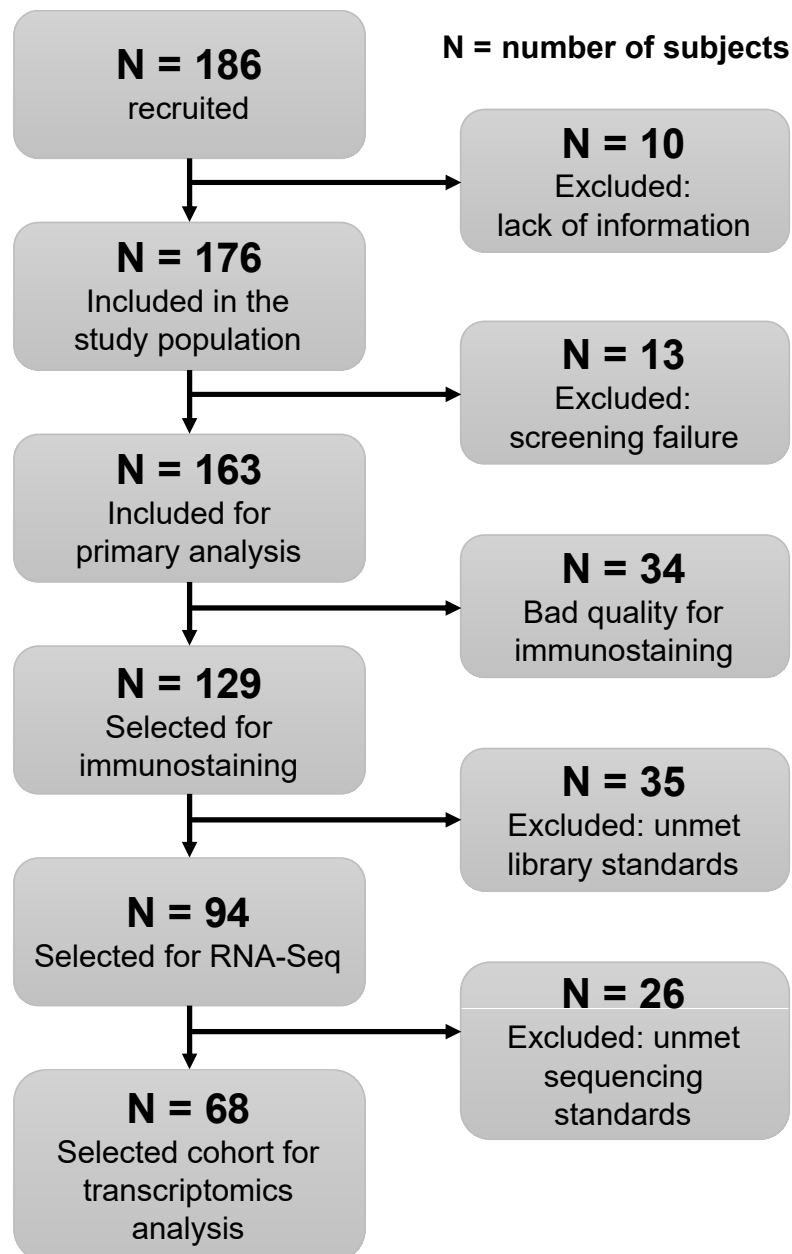 N = 186
recruited
N = number of subjects
N = 10
Excluded:
lack of information
N = 176
Included in the
study population
N = 13
Excluded:
screening failure
N = 163
Included for
primary analysis
N = 34
Bad quality for
immunostaining
N = 129
Selected for
immunostaining
N = 35
Excluded: unmet
library standards
N = 94
Selected for RNA-Seq
N = 26
Excluded: unmet
sequencing
standards
N = 68
Selected cohort for
transcriptomics
analysis